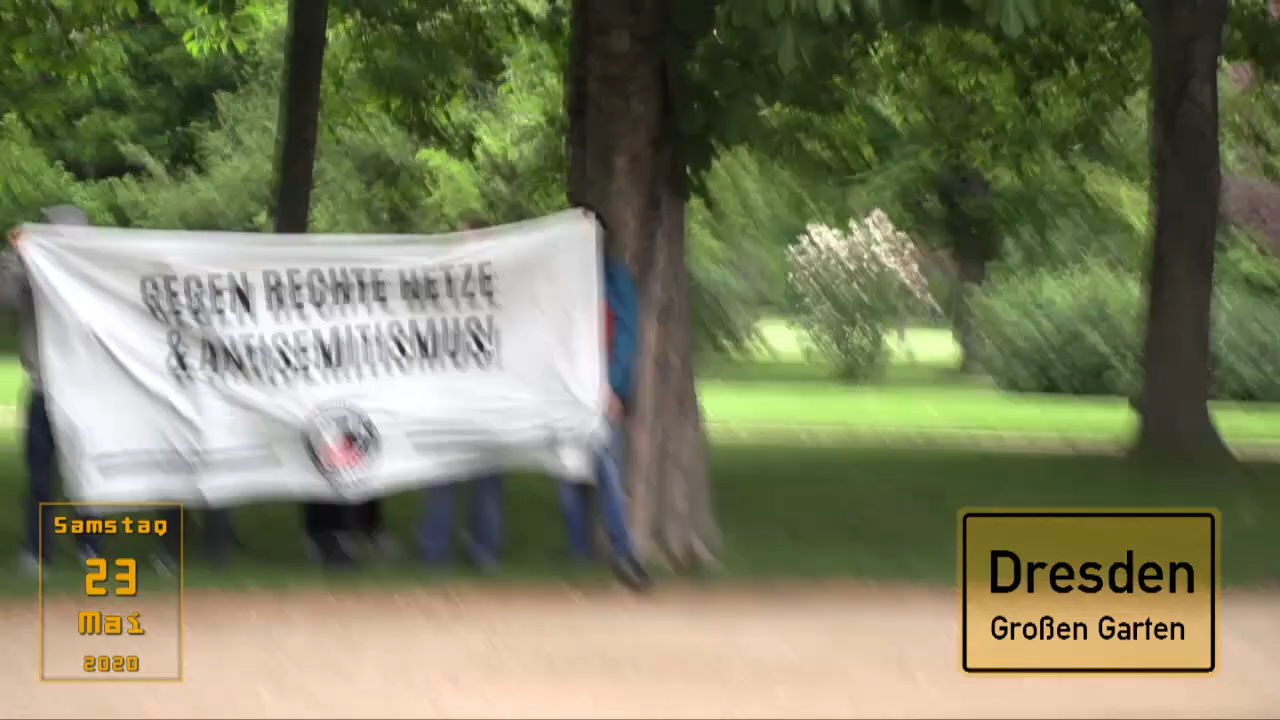 GEGEN RECHTE NETZE
& ANTISEMITISMUS!
Samstag
23
Mai
2020
Dresden
Großen Garten